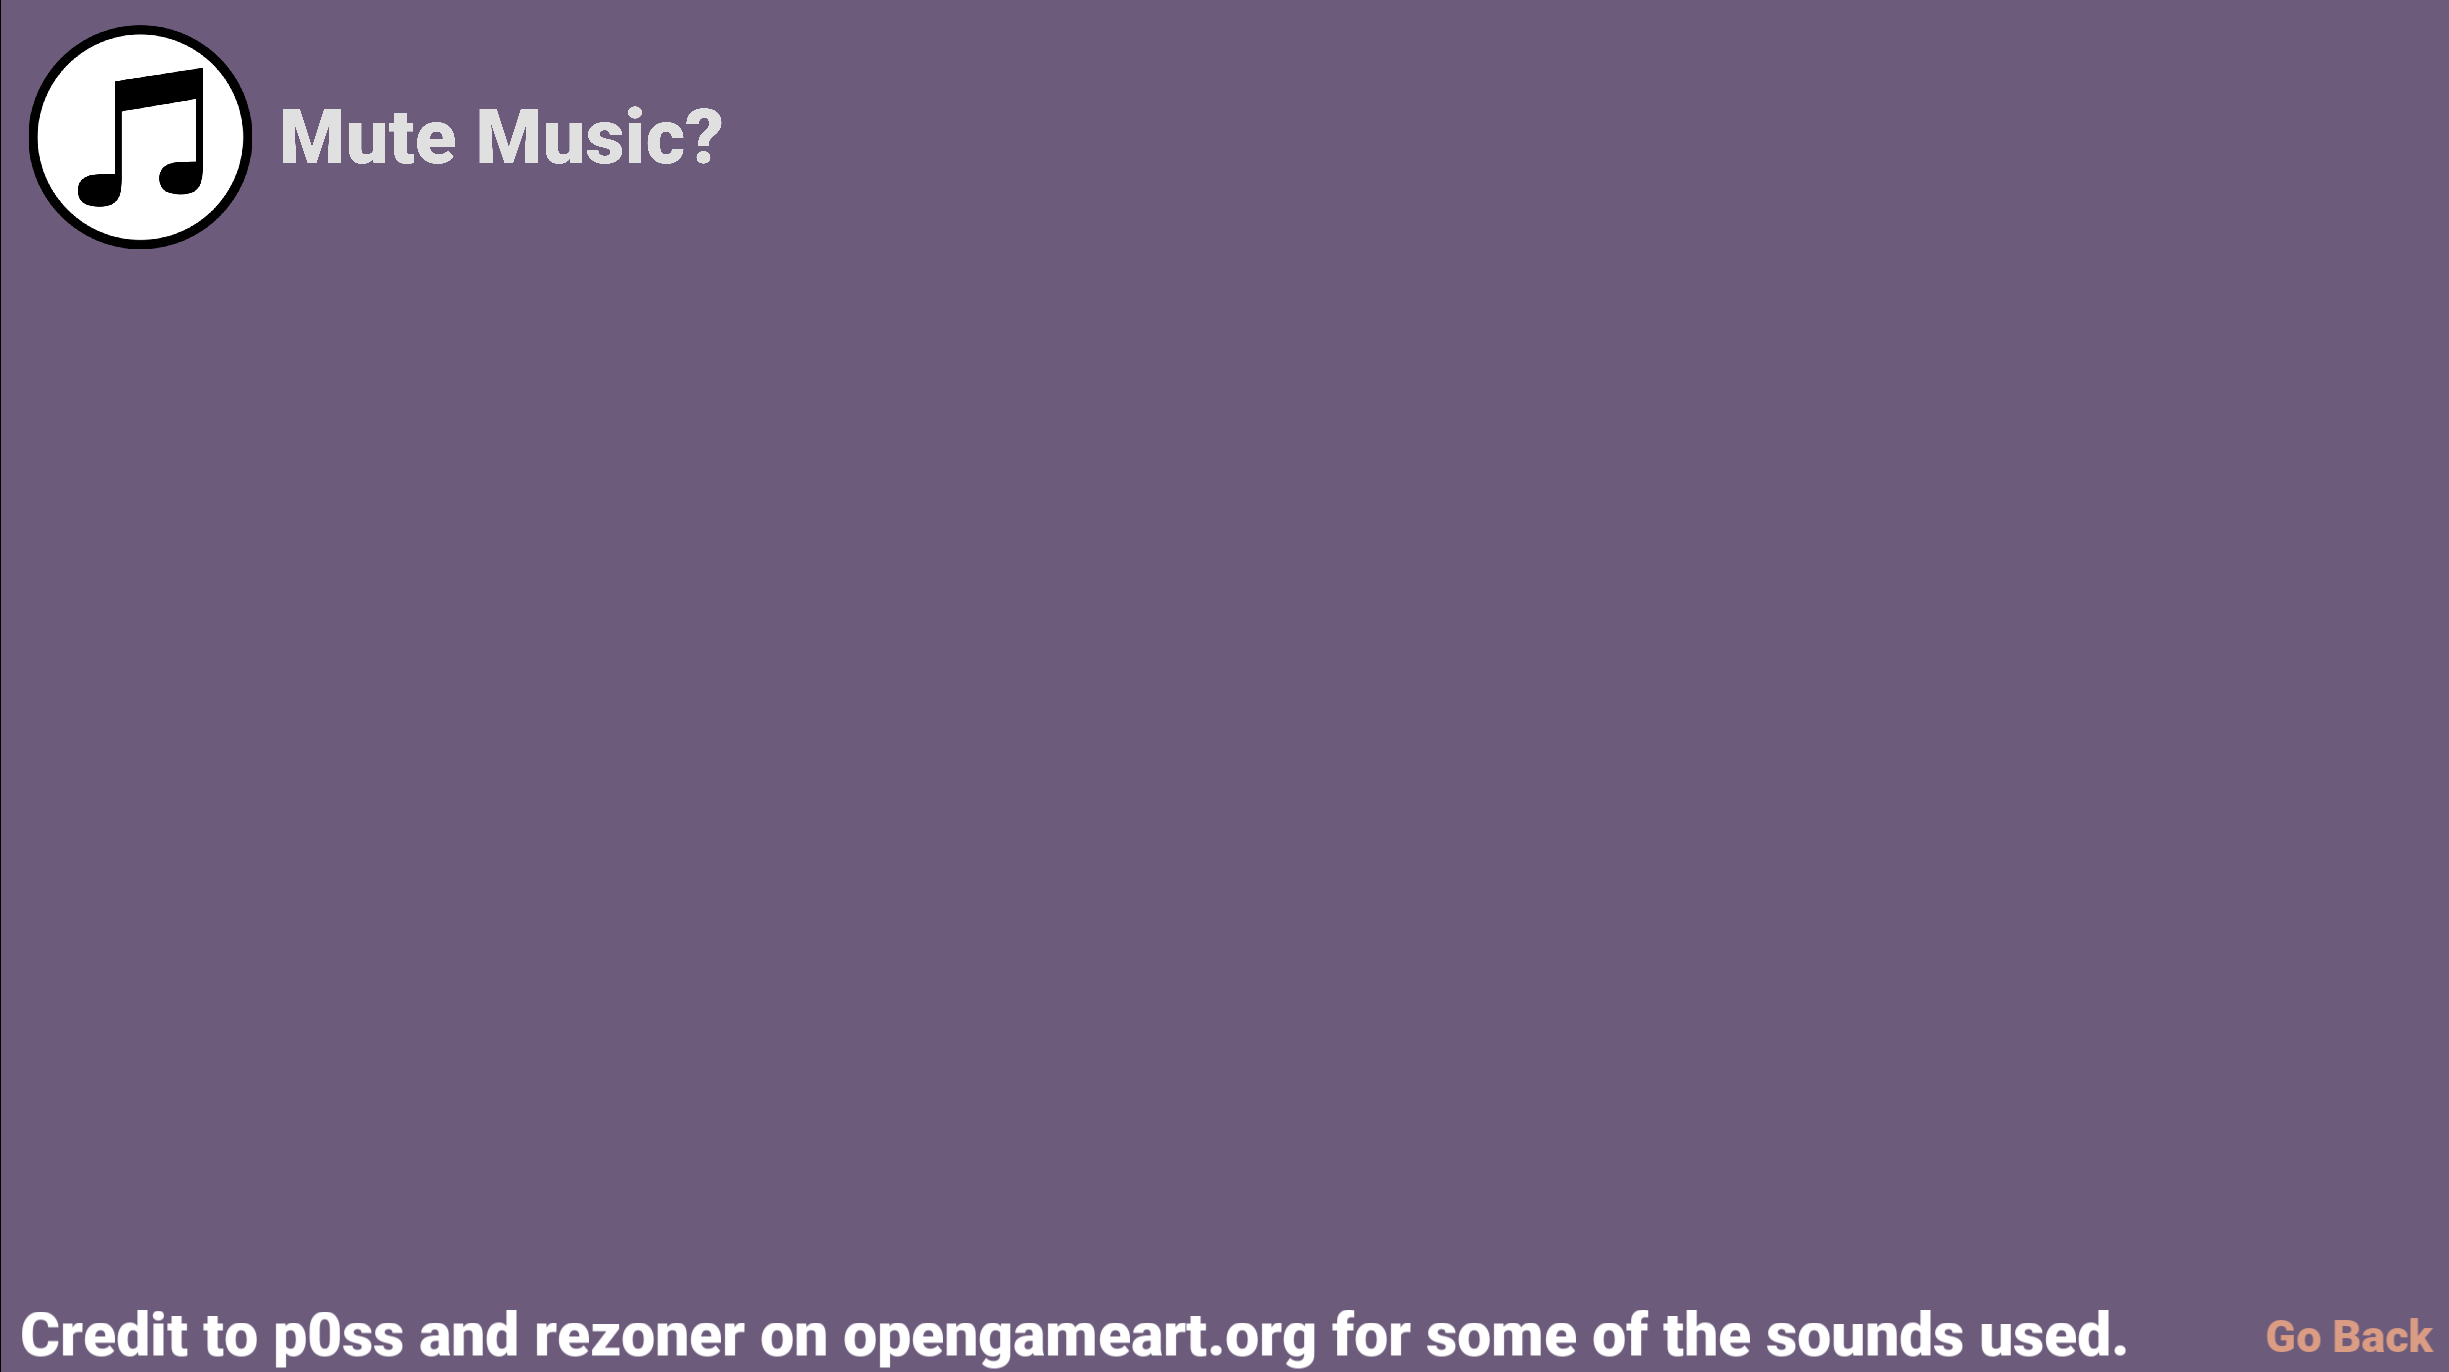 Mute Music?
Credit to p0ss and rezoner on opengameart.org for some of the sounds used.
Go Back